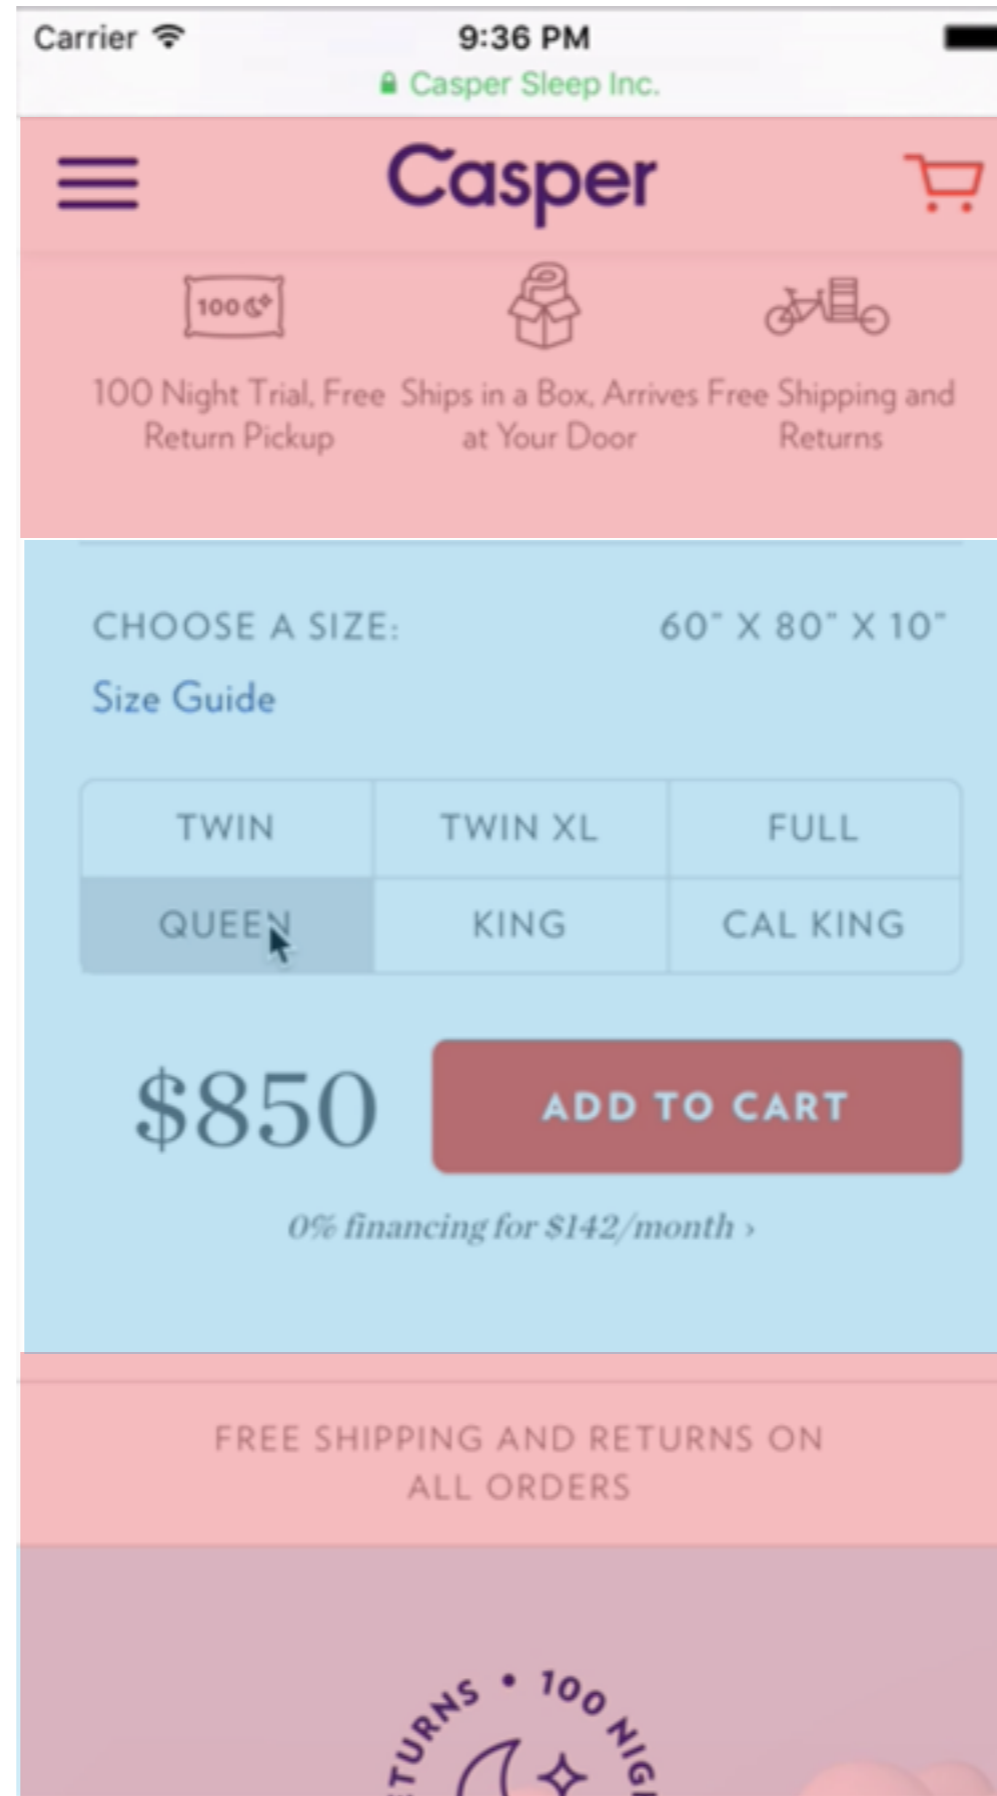 Carrier 9:36 PM
Casper Sleep Inc.
Casper
100
100 Night Trial, Free Return Pickup
Ships in a Box, Arrives at Your Door
Free Shipping and Returns
CHOOSE A SIZE: 60" X 80" X 10"
Size Guide
TWIN TWIN XL FULL
QUEEN KING CAL KING
$850 ADD TO CART
0% financing for $142/month ›
FREE SHIPPING AND RETURNS ON
ALL ORDERS
TURNS • 100 NIG